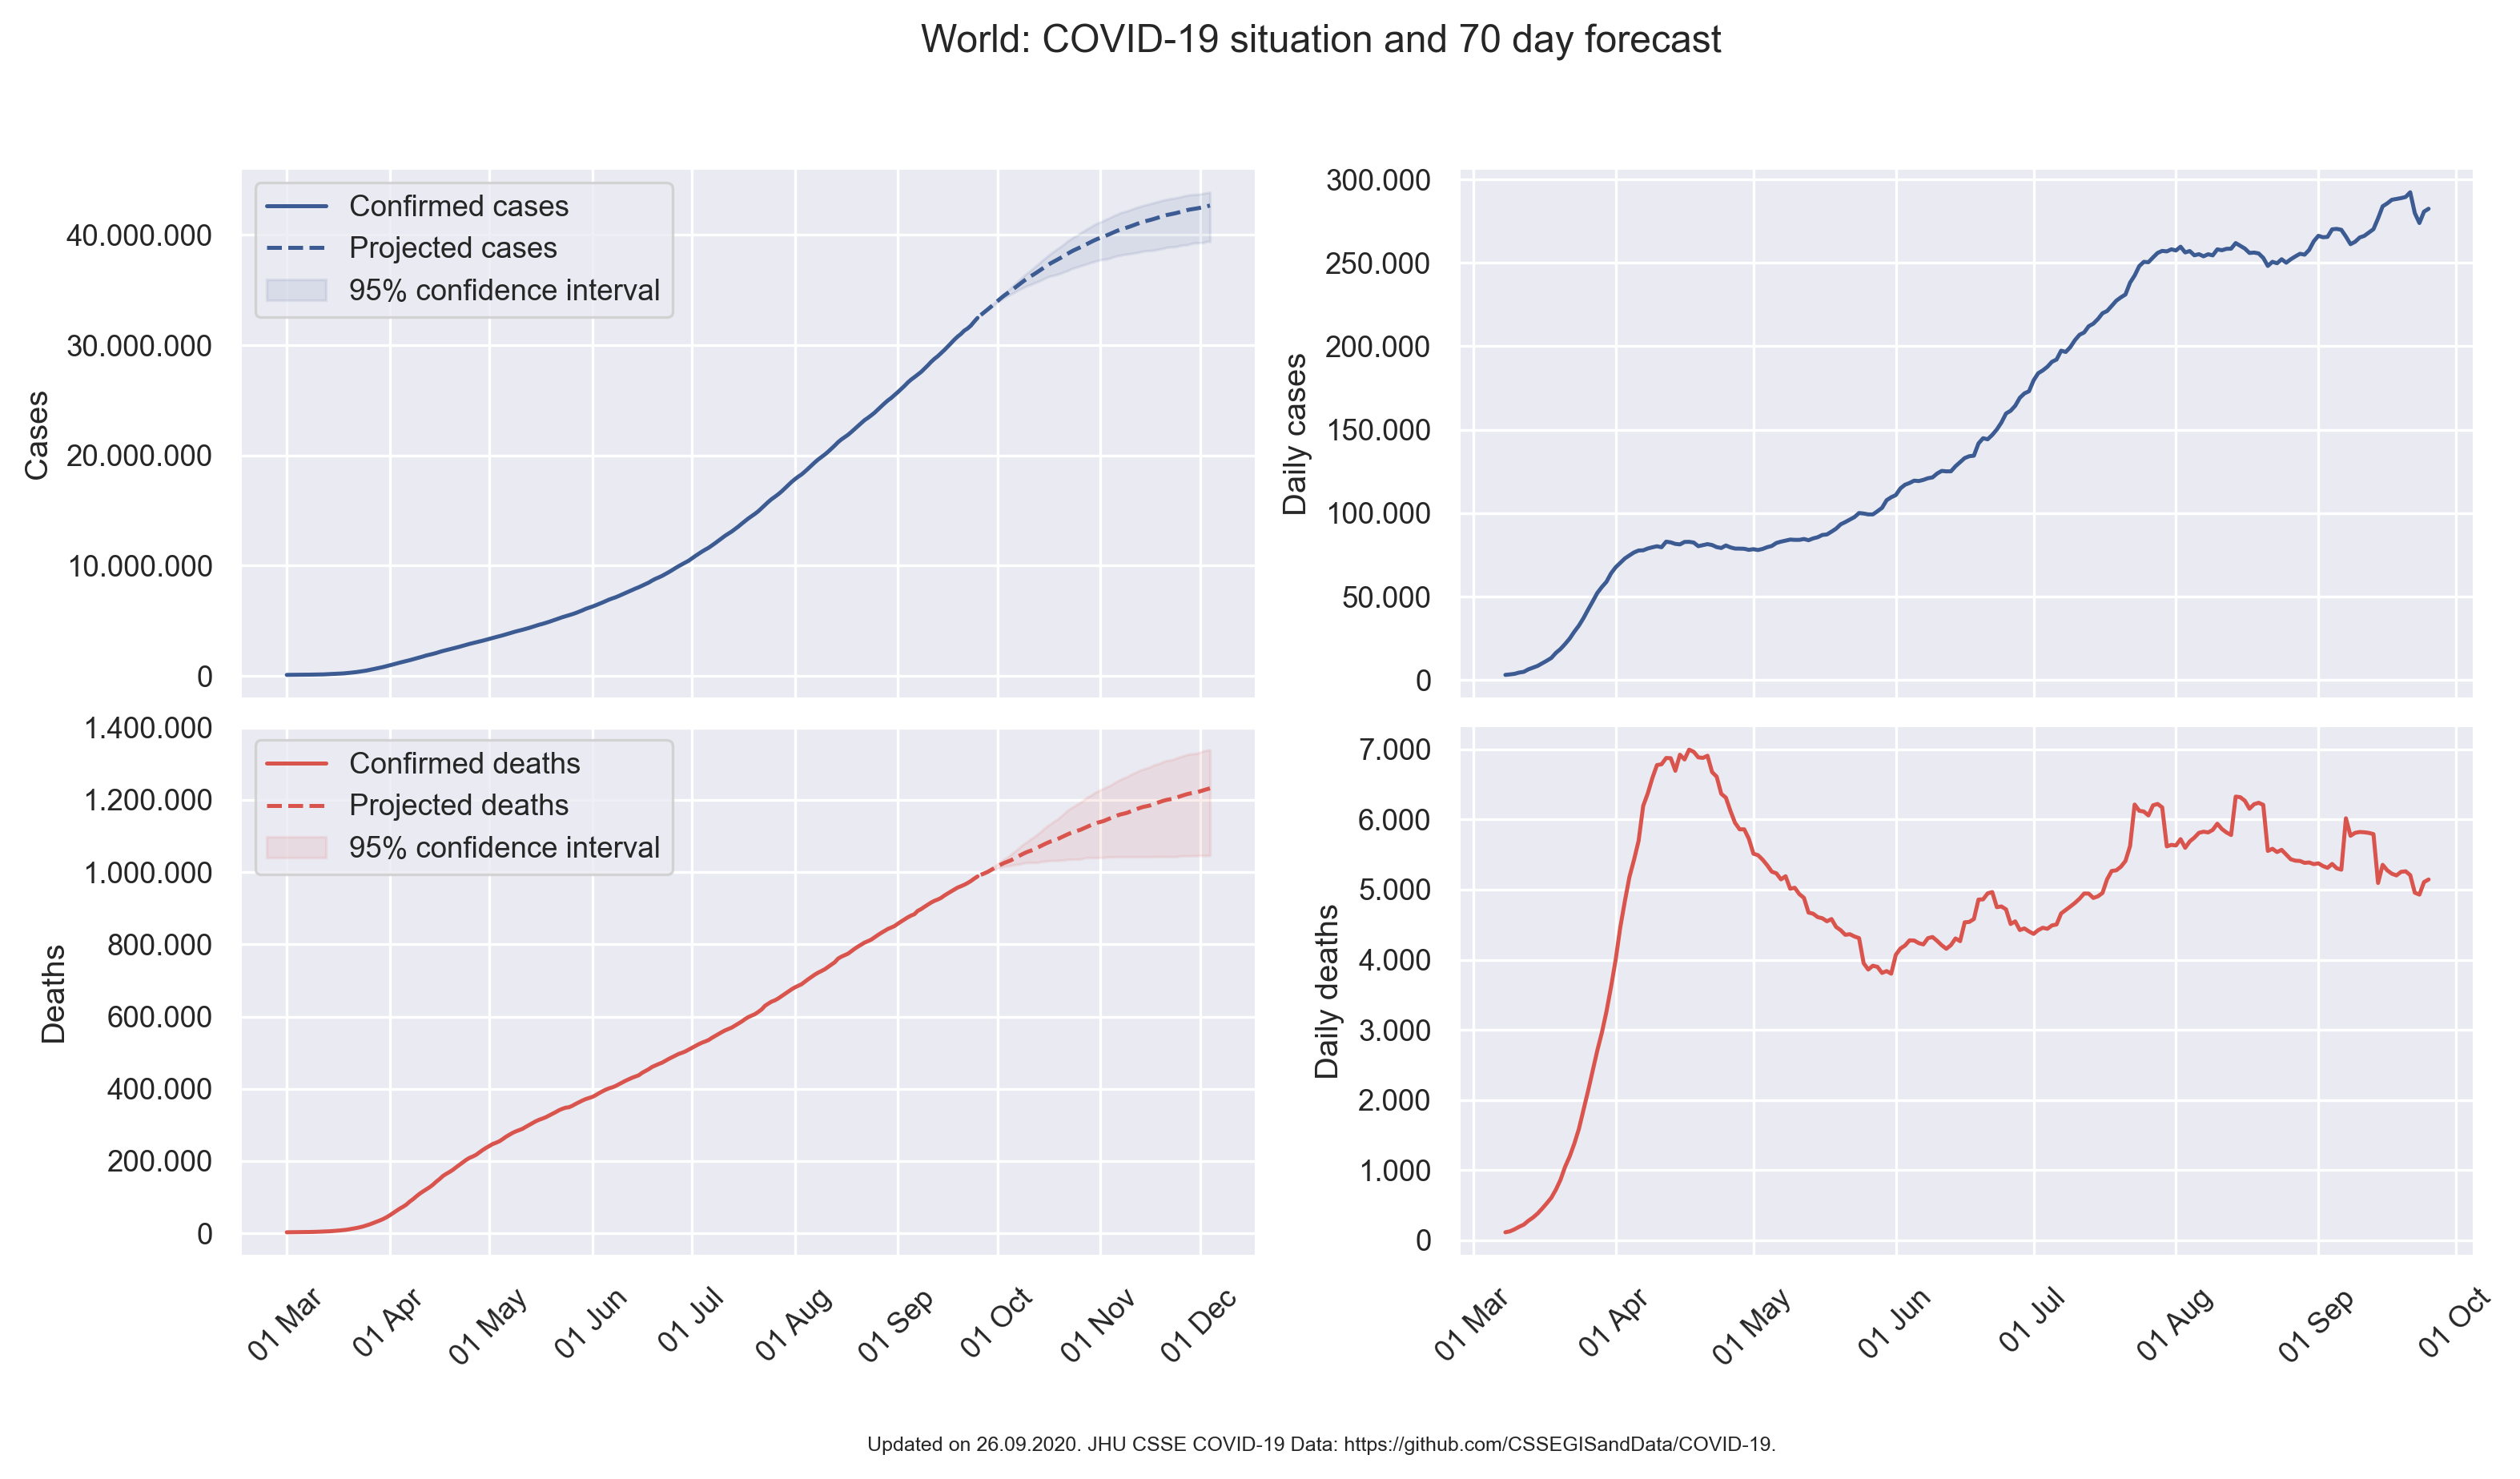 World: COVID-19 situation and 70 day forecast
Cases
40.000.000
30.000.000
20.000.000
10.000.000
0
Confirmed cases
Projected cases
95% confidence interval
Daily cases
300.000
250.000
200.000
150.000
100.000
50.000
0
Deaths
1.400.000
1.200.000
1.000.000
800.000
600.000
400.000
200.000
0
Confirmed deaths
Projected deaths
95% confidence interval
01 Mar
01 Apr
01 May
01 Jun
01 Jul
01 Aug
01 Sep
01 Oct
01 Nov
01 Dec
Daily deaths
7.000
6.000
5.000
4.000
3.000
2.000
1.000
0
01 Mar
01 Apr
01 May
01 Jun
01 Jul
01 Aug
01 Sep
01 Oct
Updated on 26.09.2020. JHU CSSE COVID-19 Data: https://github.com/CSSEGISandData/COVID-19.